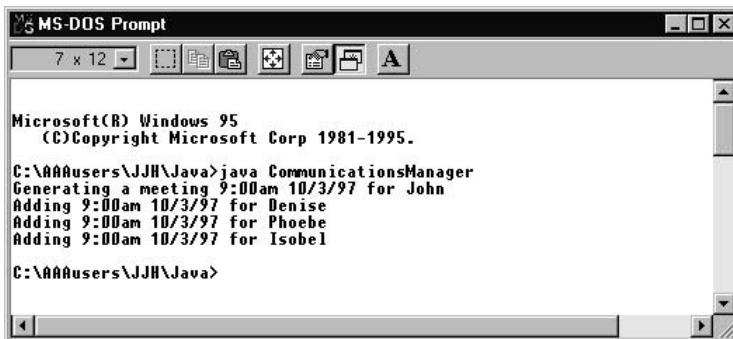 MS-DOS Prompt
7 x 12
A
Microsoft(R) Windows 95
(C)Copyright Microsoft Corp 1981-1995.
C:\AAAusers\JJH\Java>java CommunicationsManager
Generating a meeting 9:00am 10/3/97 for John
Adding 9:00am 10/3/97 for Denise
Adding 9:00am 10/3/97 for Phoebe
Adding 9:00am 10/3/97 for Isobel
C:\AAAusers\JJH\Java>